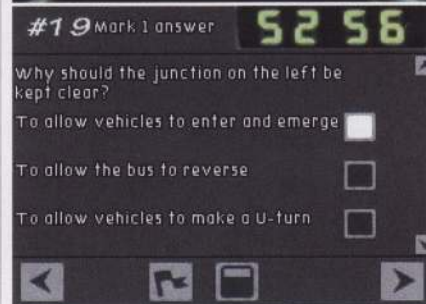 #19 Mark 1 answer 52 56
Why should the junction on the left be
kept clear?
To allow vehicles to enter and emerge
To allow the bus to reverse
To allow vehicles to make a U-turn